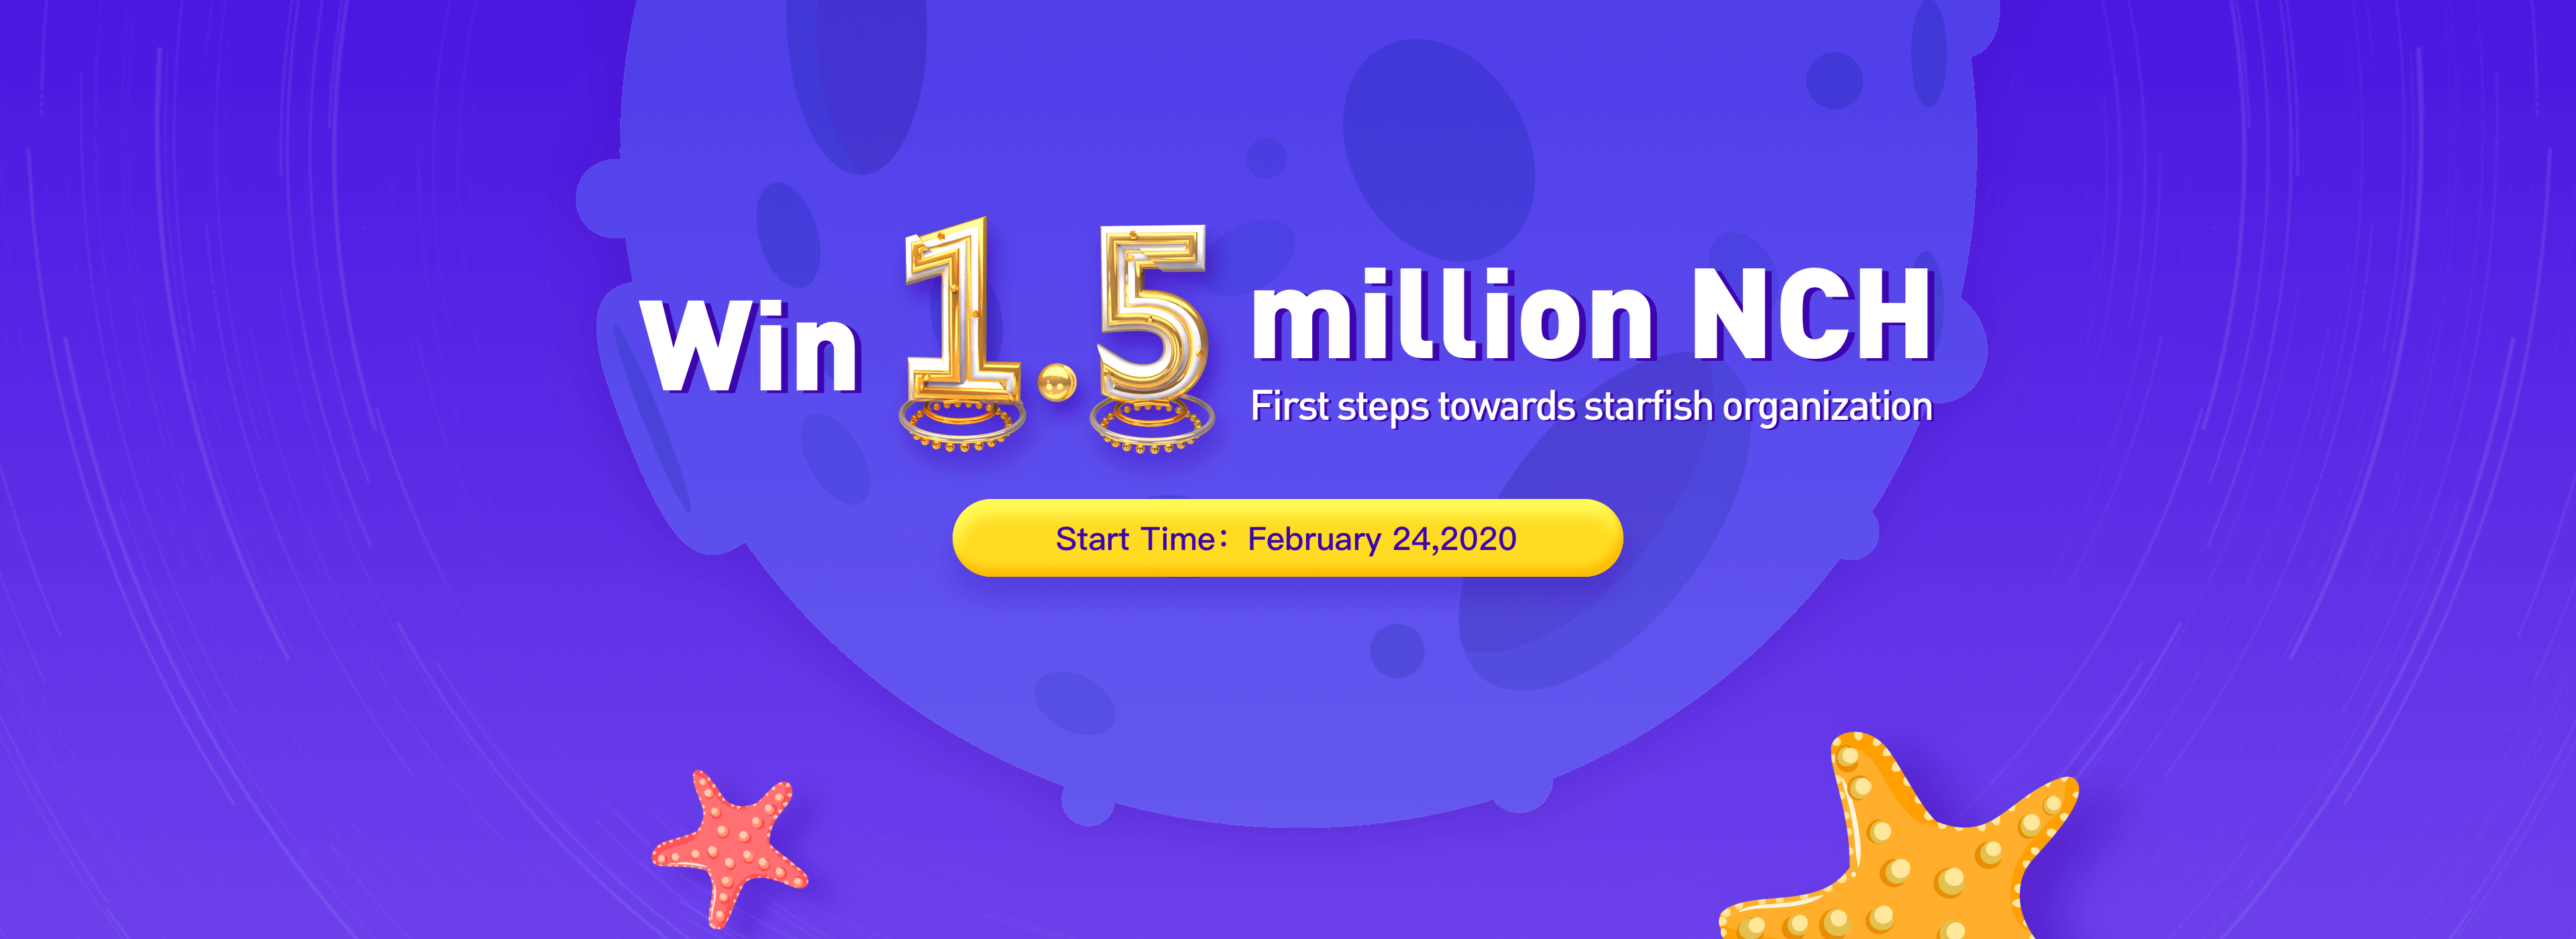 Win 1.5 million NCH
First steps towards starfish organization
Start Time：February 24,2020